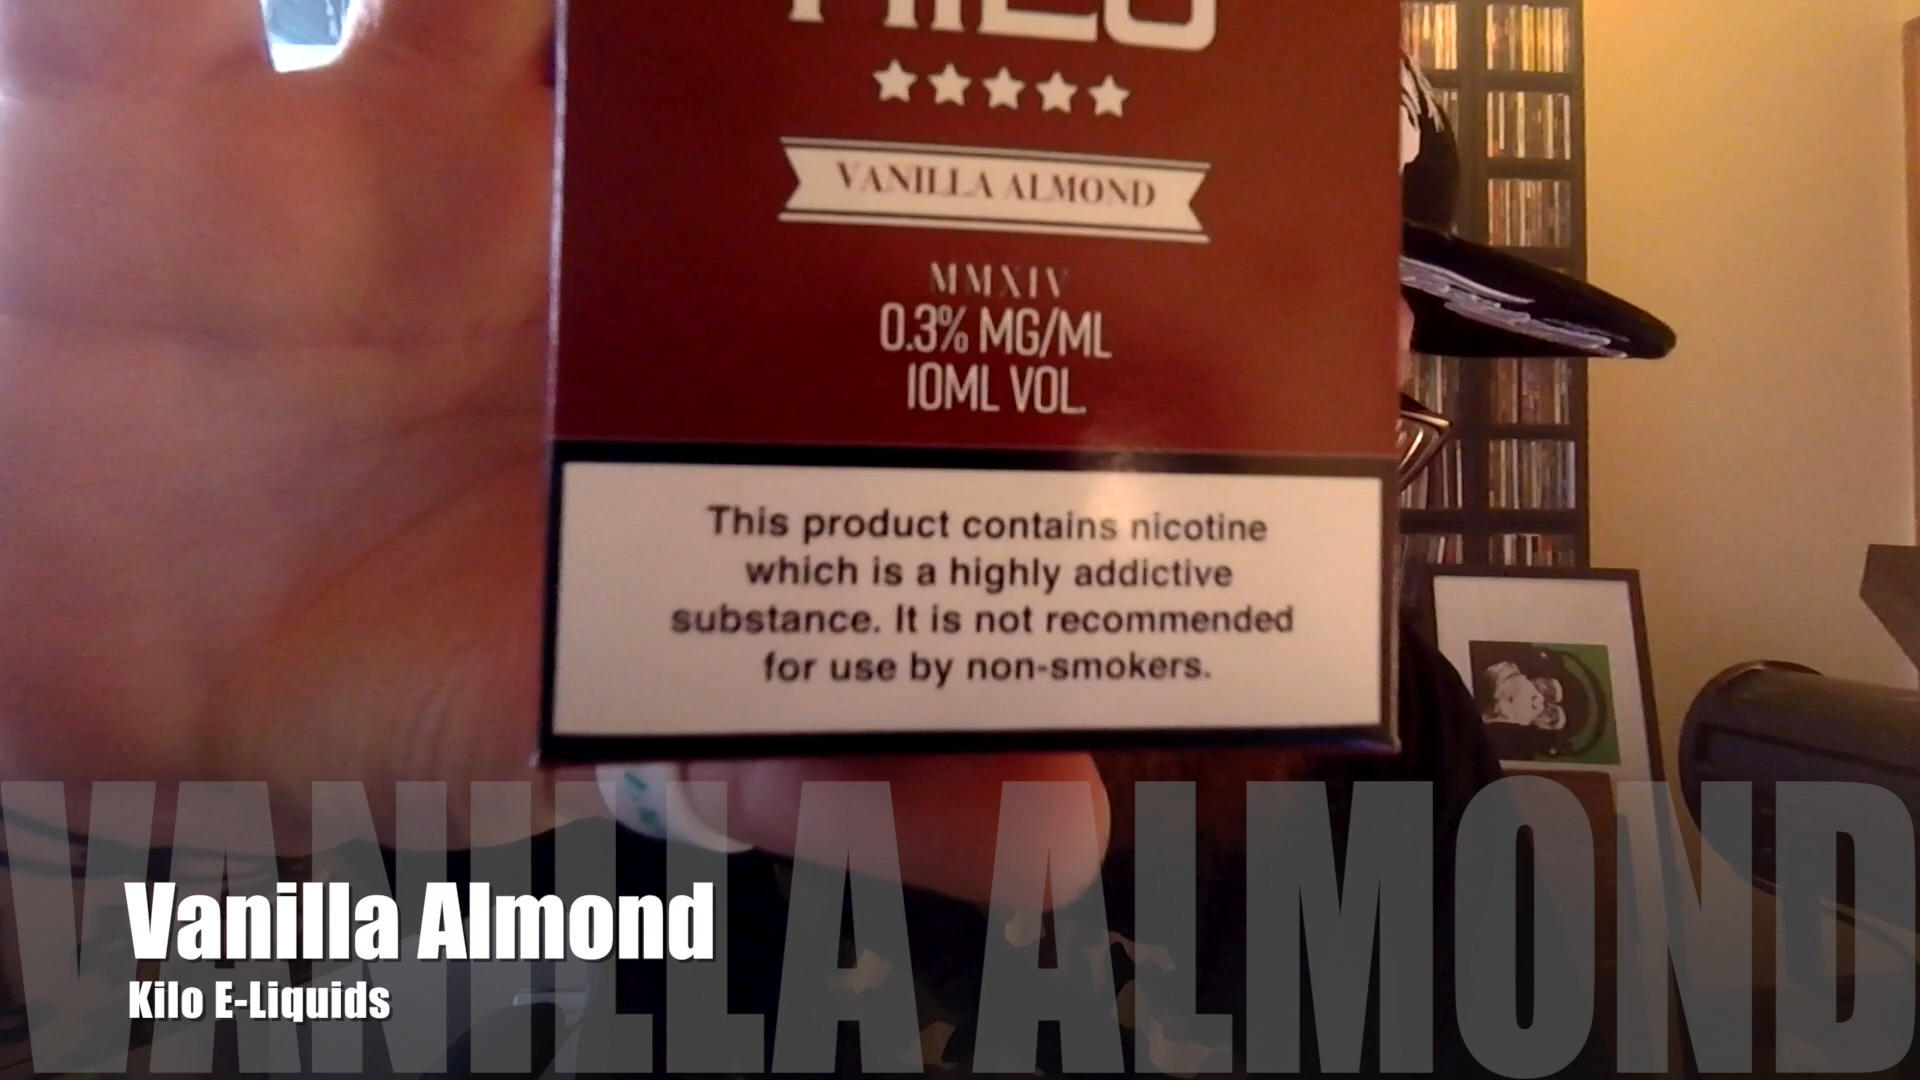 KILO
VANILLA ALMOND
MMXIV
0.3% MG/ML
10ML VOL.
This product contains nicotine
which is a highly addictive
substance. It is not recommended
for use by non-smokers.
VANILLA ALMOND
Vanilla Almond
Kilo E-Liquids